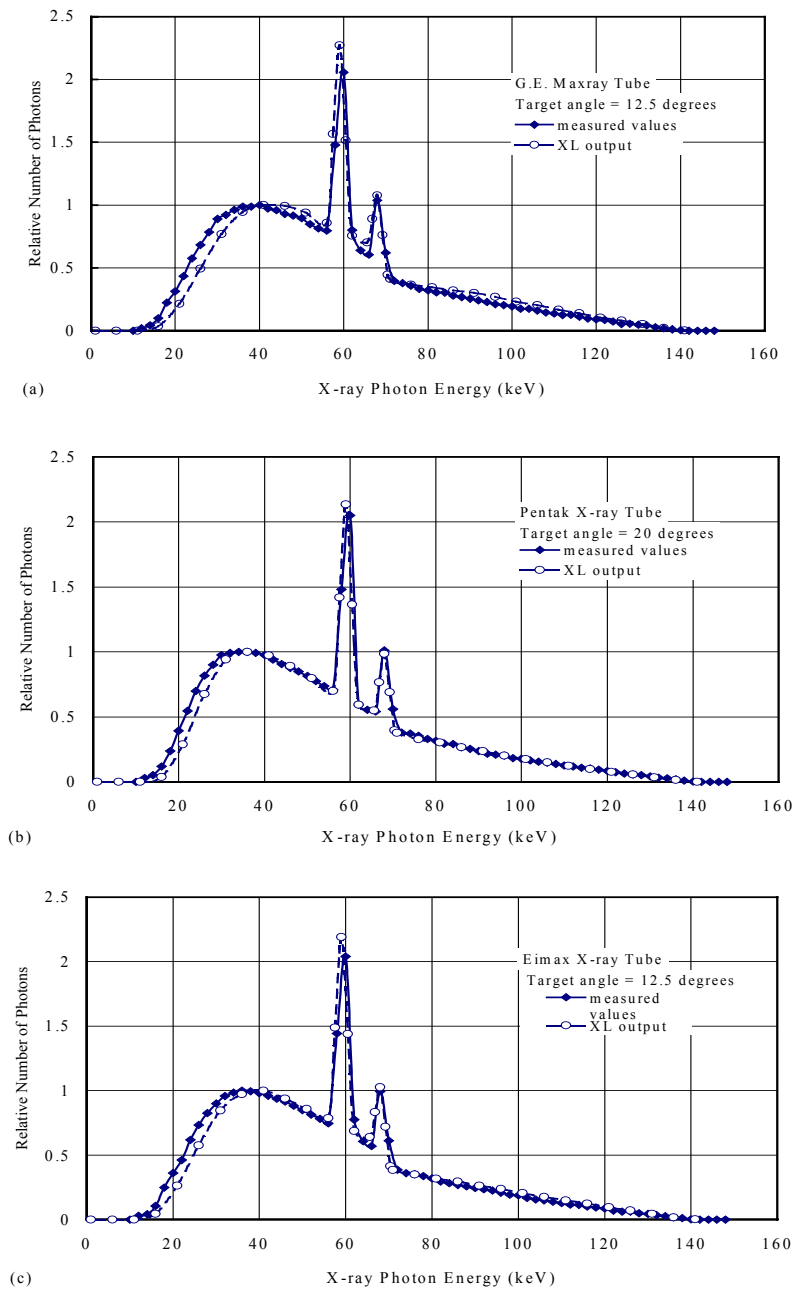 2.5
2
1.5
1
0.5
0
Relative Number of Photons
G.E. Maxray Tube
Target angle = 12.5 degrees
measured values
XL output
0 20 40 60 80 100 120 140 160
(a)
X-ray Photon Energy (keV)
2.5
2
1.5
1
0.5
0
Relative Number of Photons
Pentak X-ray Tube
Target angle = 20 degrees
measured values
XL output
0 20 40 60 80 100 120 140 160
(b)
X-ray Photon Energy (keV)
2.5
2
1.5
1
0.5
0
Relative Number of Photons
Eimax X-ray Tube
Target angle = 12.5 degrees
measured
values
XL output
0 20 40 60 80 100 120 140 160
(c)
X-ray Photon Energy (keV)